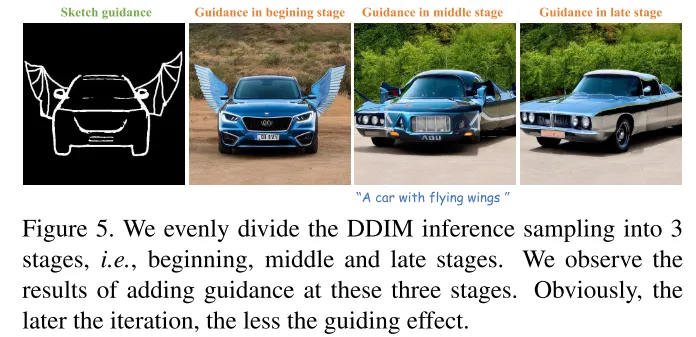 Sketch guidance
Guidance in begining stage
Guidance in middle stage
Guidance in late stage
“A car with flying wings ”
Figure 5. We evenly divide the DDIM inference sampling into 3
stages, i.e., beginning, middle and late stages. We observe the
results of adding guidance at these three stages. Obviously, the
later the iteration, the less the guiding effect.